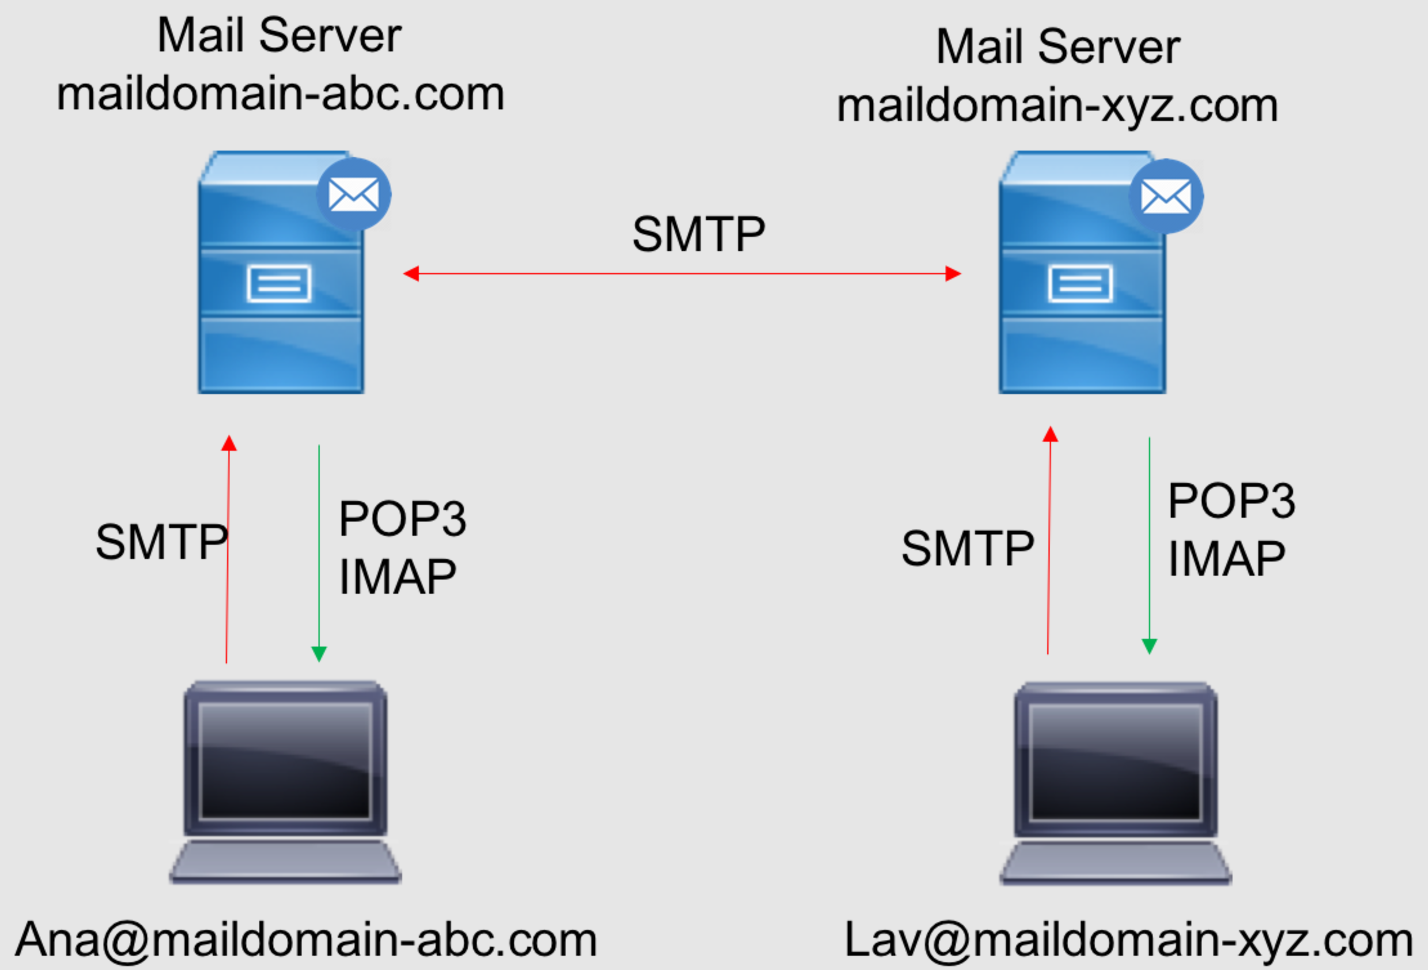 Mail Server
maildomain-abc.com
Mail Server
maildomain-xyz.com
SMTP
SMTP
POP3
IMAP
SMTP
POP3
IMAP
Ana@maildomain-abc.com
Lav@maildomain-xyz.com